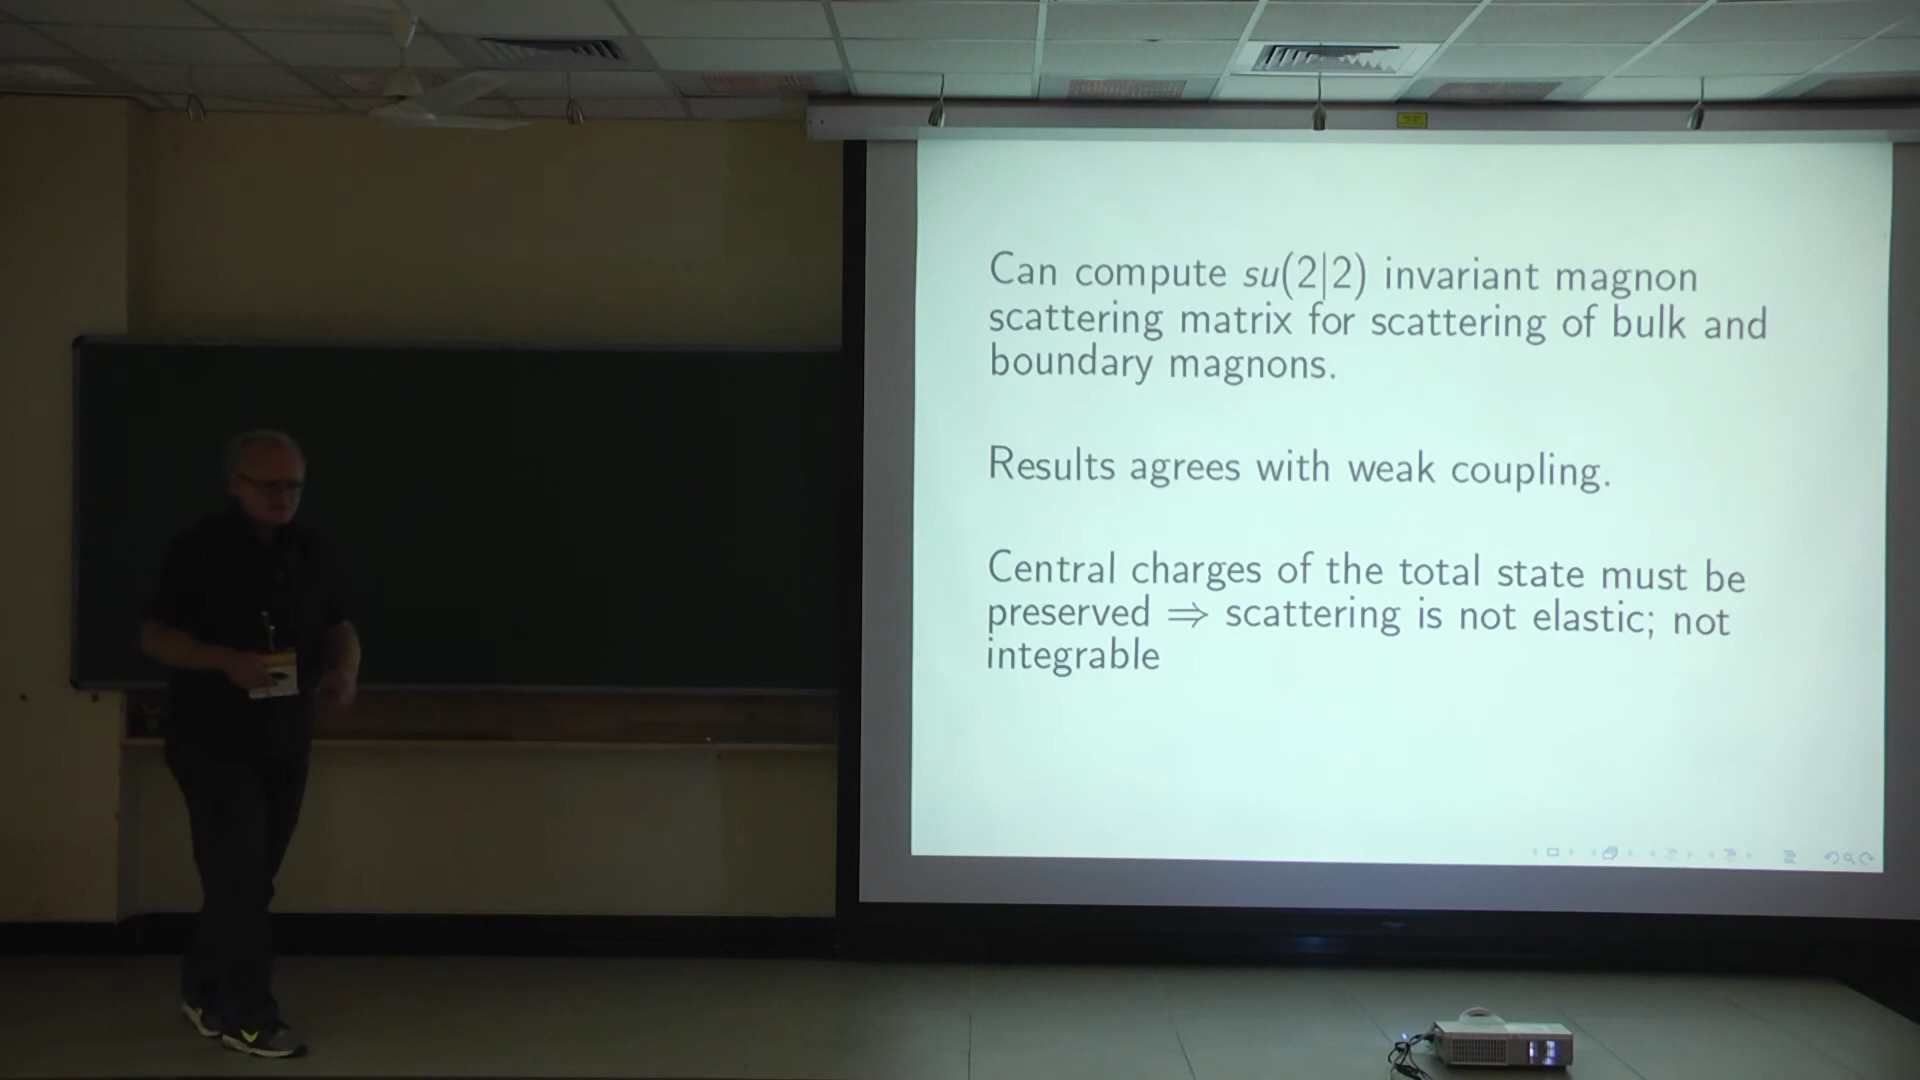 Can compute su(2|2) invariant magnon
scattering matrix for scattering of bulk and
boundary magnons.
Results agrees with weak coupling.
Central charges of the total state must be
preserved ⇒ scattering is not elastic; not
integrable